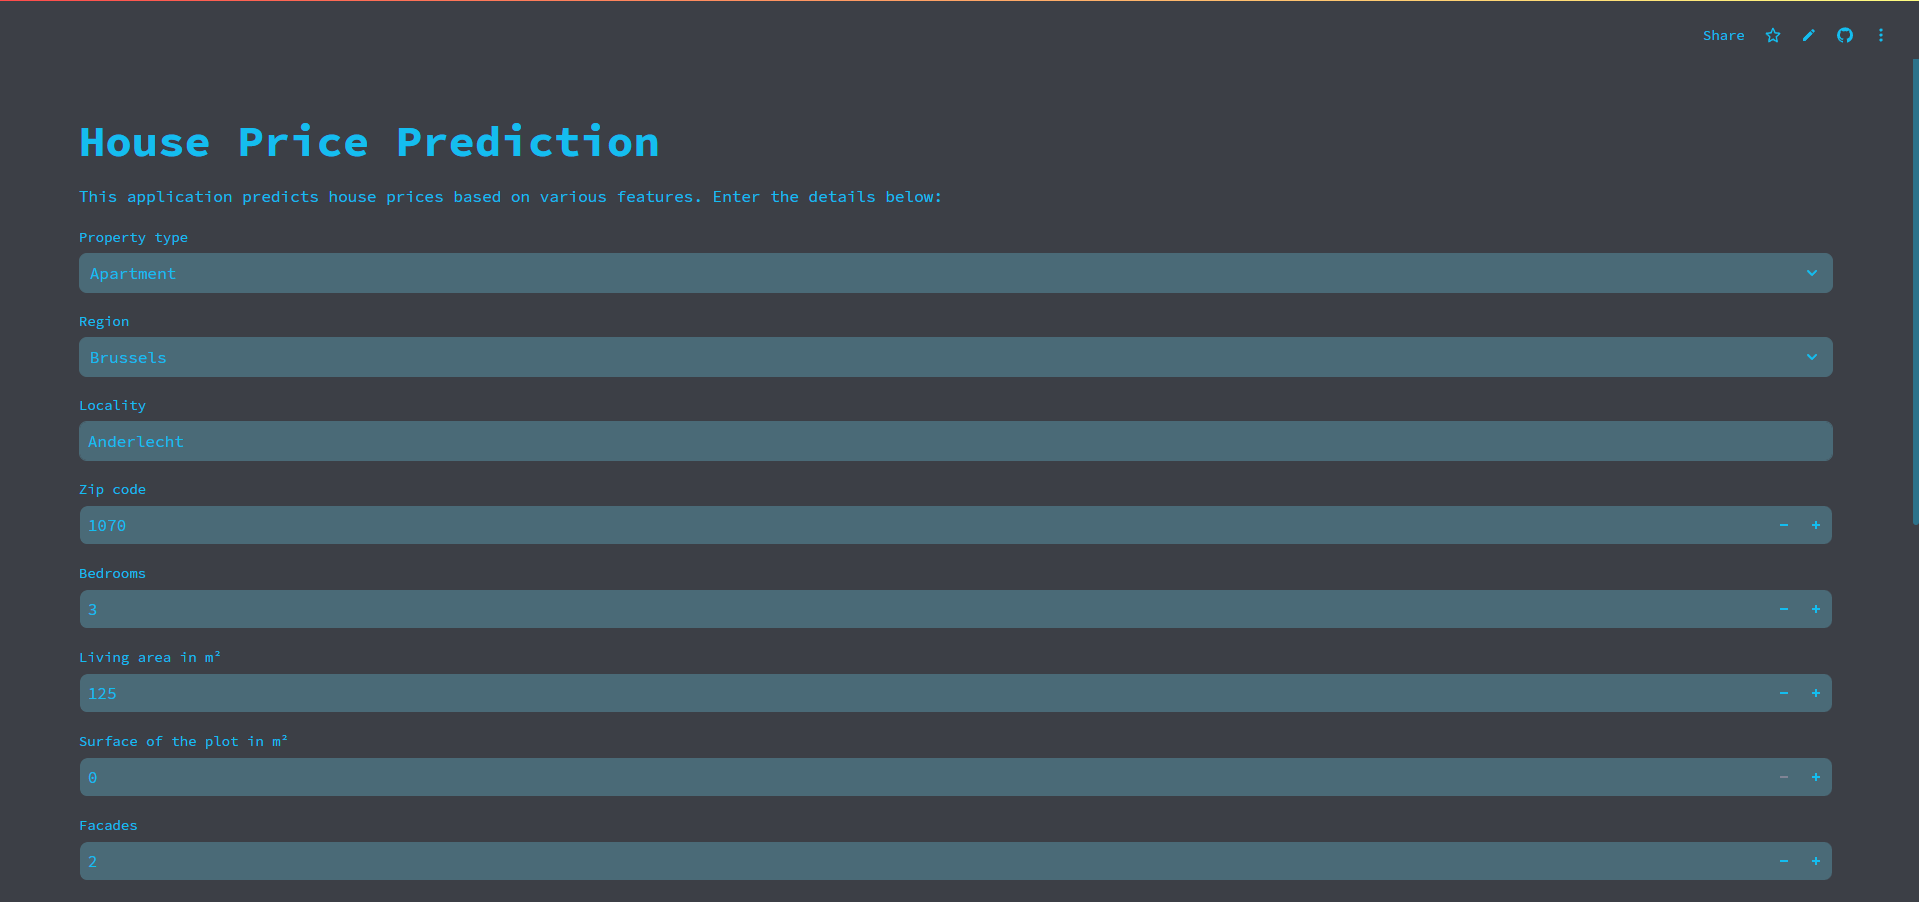 Share
House Price Prediction
This application predicts house prices based on various features. Enter the details below:
Property type
Apartment
Region
Brussels
Locality
Anderlecht
Zip code
1070
Bedrooms
3
Living area in m²
125
Surface of the plot in m²
0
Facades
2